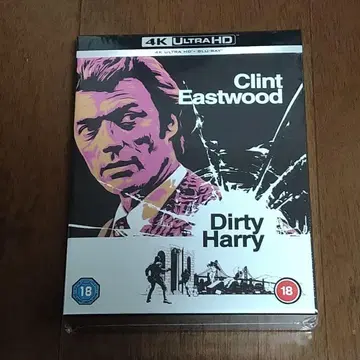 4K ULTRA HD
4K ULTRA HD + BLU-RAY
Clint
Eastwood
Dirty
Harry
18
18